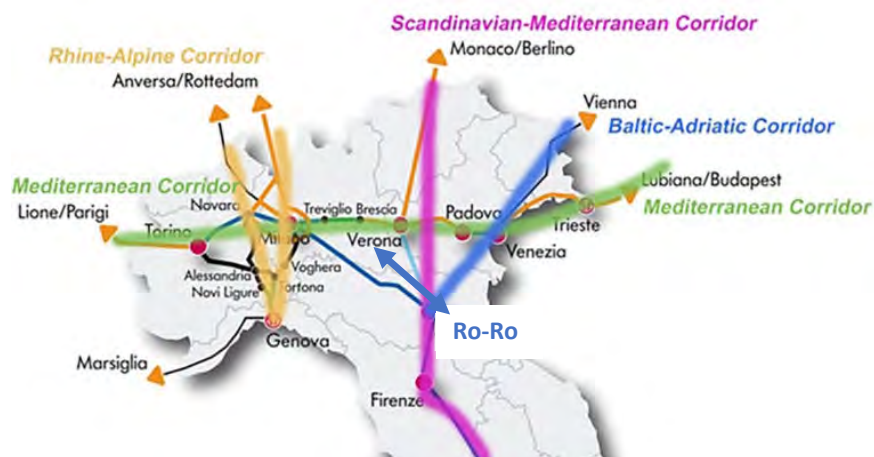 Scandinavian-Mediterranean Corridor
Monaco/Berlino
Rhine-Alpine Corridor
Anversa/Rottedam
Vienna
Baltic-Adriatic Corridor
Mediterranean Corridor
Lubiana/Budapest
Lione/Parigi
Novara
Treviglio Brescia
Padova
Mediterranean Corridor
Torino
Milano
Verona
Trieste
Venezia
Alessandria
Voghera
Novi Ligure
Tortona
Ro-Ro
Genova
Marsiglia
Firenze